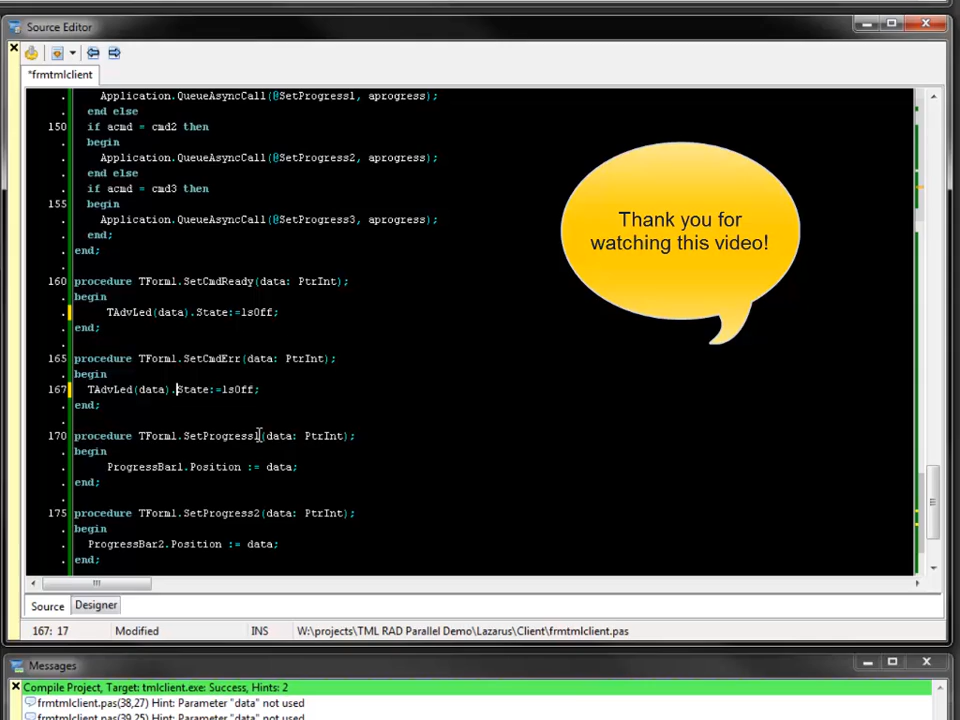 Source Editor
*frmtmlclient
Application.QueueAsyncCall(@SetProgress1, aprogress);
end else
150 if acmd = cmd2 then
begin
Application.QueueAsyncCall(@SetProgress2, aprogress);
end else
if acmd = cmd3 then
155 begin
Application.QueueAsyncCall(@SetProgress3, aprogress);
end;
end;
Thank you for
watching this video!
160 procedure TForm1.SetCmdReady(data: PtrInt);
begin
TAdvLed(data).State:=lsOff;
end;
165 procedure TForm1.SetCmdErr(data: PtrInt);
begin
167 TAdvLed(data).State:=lsOff;
end;
170 procedure TForm1.SetProgress1(data: PtrInt);
begin
ProgressBar1.Position := data;
end;
175 procedure TForm1.SetProgress2(data: PtrInt);
begin
ProgressBar2.Position := data;
end;
Source Designer
167: 17 Modified INS W:\projects\TML RAD Parallel Demo\Lazarus\Client\frmtmlclient.pas
Messages
Compile Project, Target: tmlclient.exe: Success, Hints: 2
frmtmlclient.pas(38,27) Hint: Parameter "data" not used
frmtmlclient.pas(39,25) Hint: Parameter "data" not used